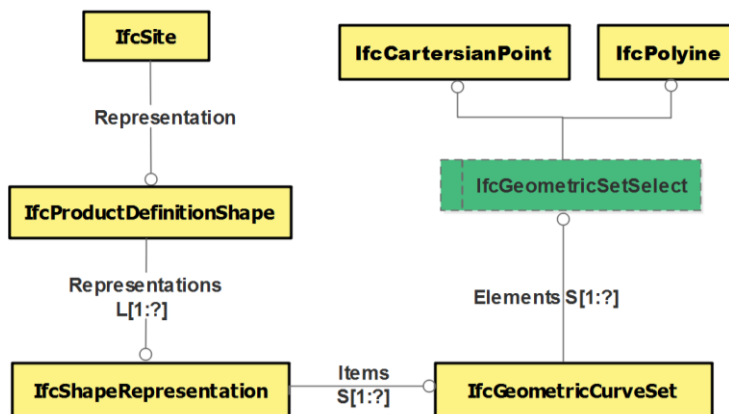 IfcSite
IfcCartersianPoint
IfcPolyine
Representation
IfcGeometricSetSelect
IfcProductDefinitionShape
Representations
L[1:?]
Elements S[1:?]
IfcShapeRepresentation
Items
S[1:?]
IfcGeometricCurveSet